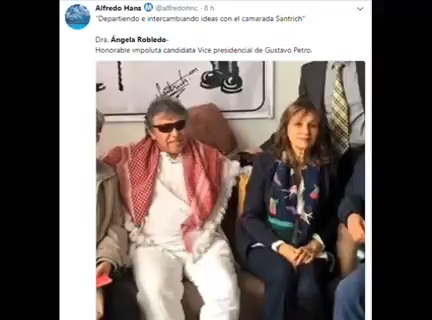 Alfredo Hans @alfredohnc · 8 h
"Departiendo e intercambiando ideas con el camarada Santrich"
Dra. Ángela Robledo-
Honorable impoluta candidata Vice presidencial de Gustavo Petro.